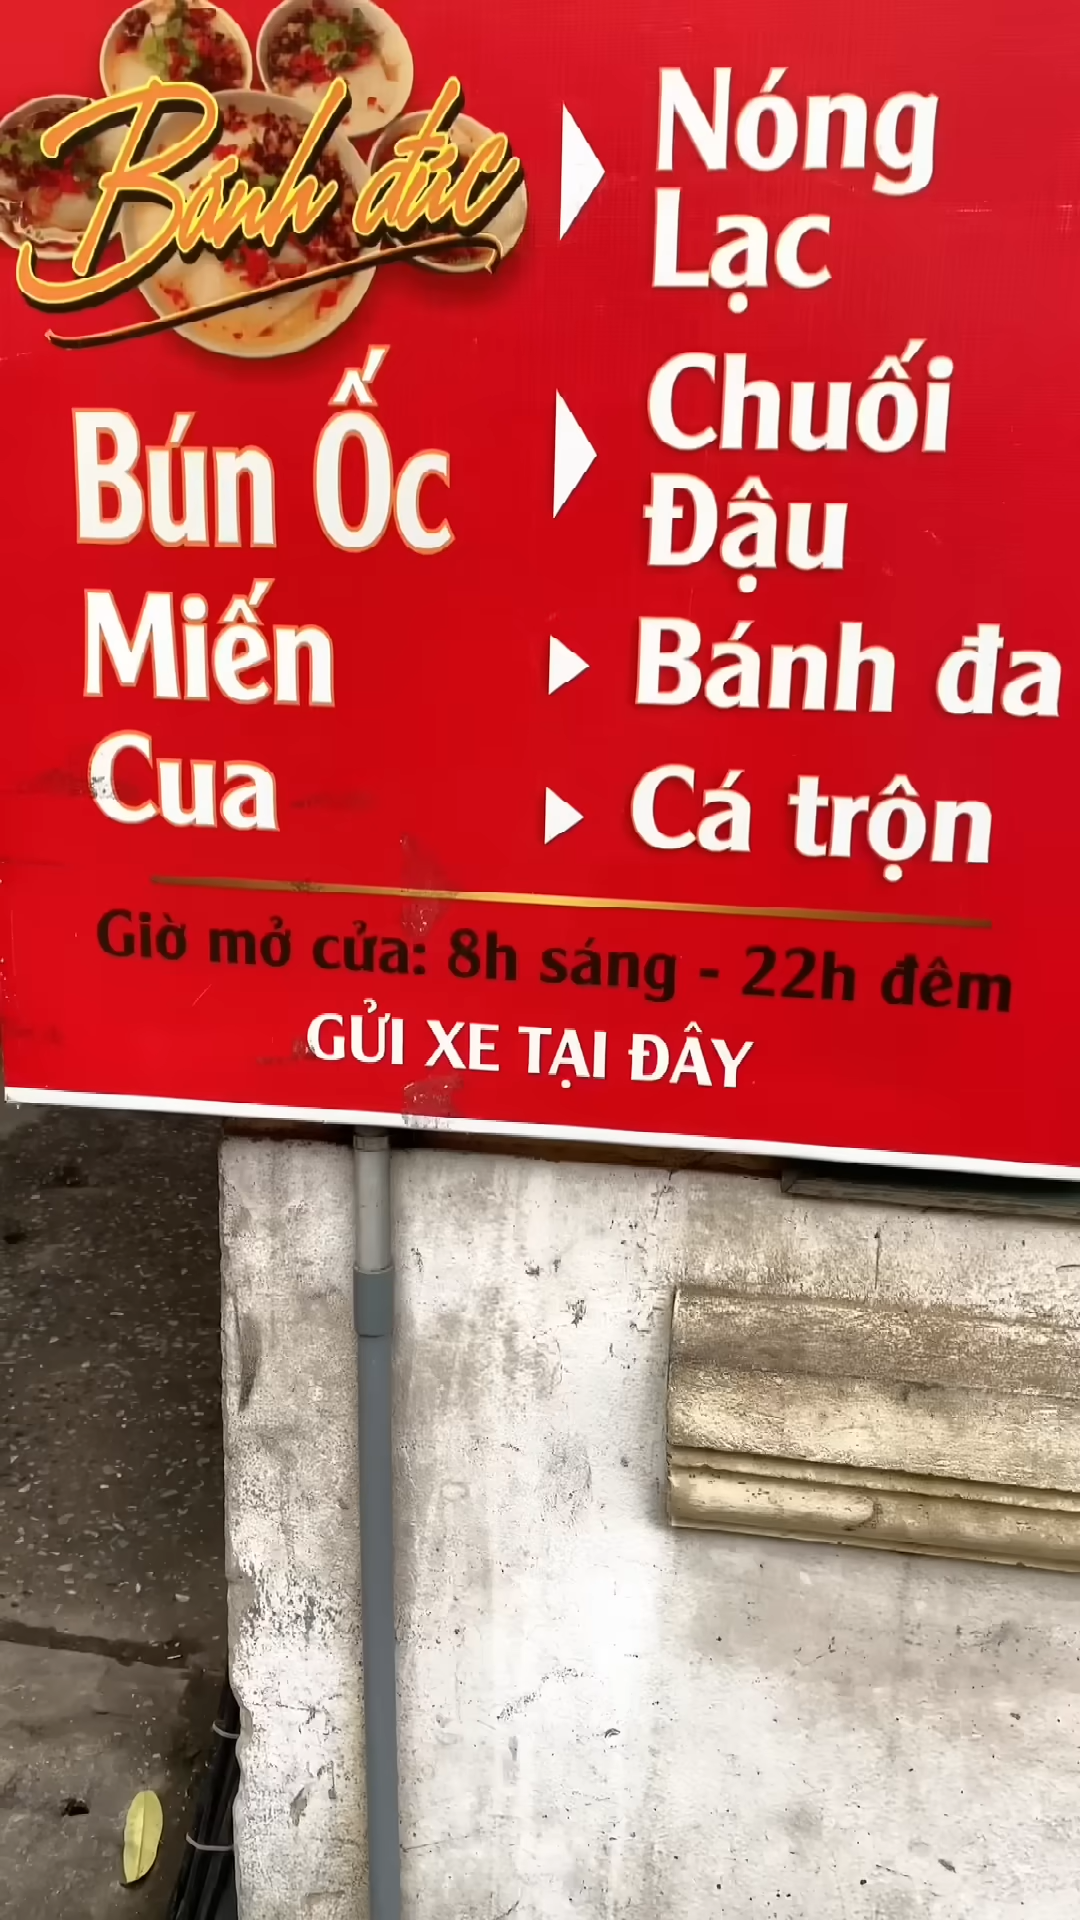 Bánh đúc
Nóng
Lạc
Bún Ốc
Chuối
Đậu
Miến
Bánh đa
Cua
Cá trộn
Giờ mở cửa: 8h sáng - 22h đêm
GỬI XE TẠI ĐÂY